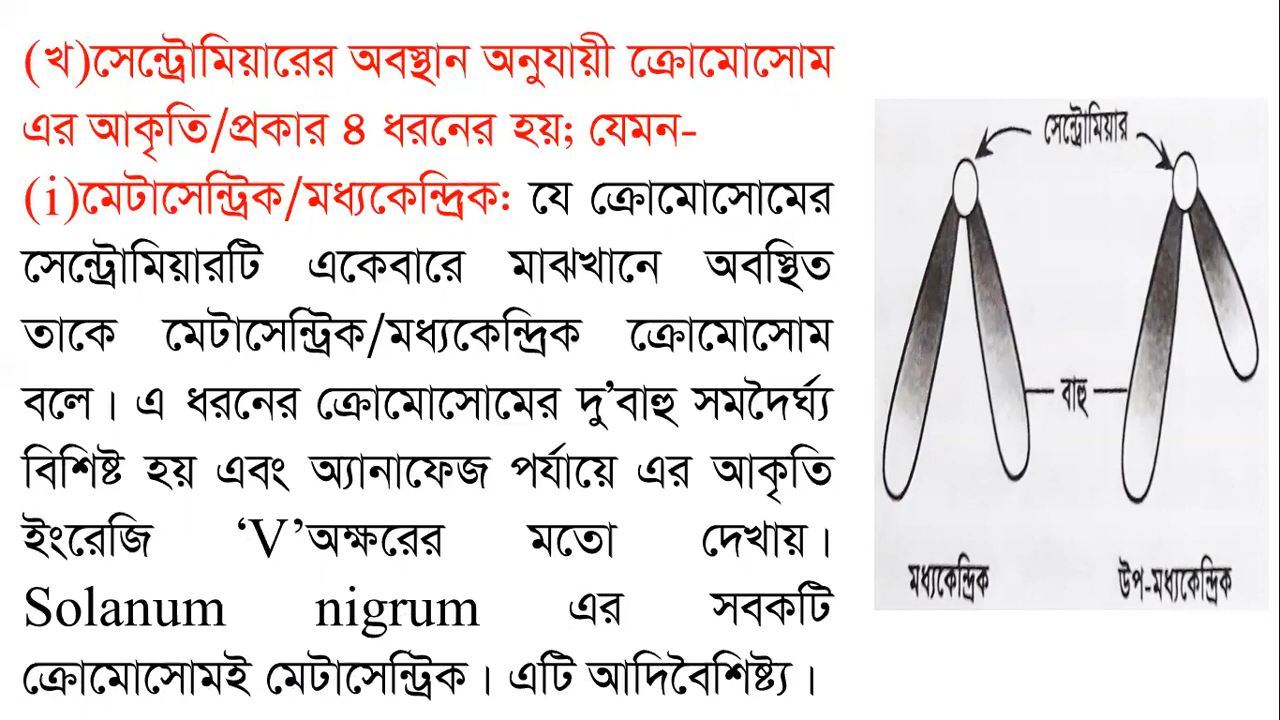 (খ)সেন্ট্রোমিয়ারের অবস্থান অনুযায়ী ক্রোমোসোম
এর আকৃতি/প্রকার ৪ ধরনের হয়; যেমন-
(i)মেটাসেন্ট্রিক/মধ্যকেন্দ্রিকঃ যে ক্রোমোসোমের
সেন্ট্রোমিয়ারটি একেবারে মাঝখানে অবস্থিত
তাকে মেটাসেন্ট্রিক/মধ্যকেন্দ্রিক ক্রোমোসোম
বলে। এ ধরনের ক্রোমোসোমের দু’বাহু সমদৈর্ঘ্য
বিশিষ্ট হয় এবং অ্যানাফেজ পর্যায়ে এর আকৃতি
ইংরেজি ‘V’অক্ষরের মতো দেখায়।
Solanum nigrum এর সবকটি
ক্রোমোসোমই মেটাসেন্ট্রিক। এটি আদিবৈশিষ্ট্য।
সেন্ট্রোমিয়ার
বাহু
মধ্যকেন্দ্রিক
উপ-মধ্যকেন্দ্রিক